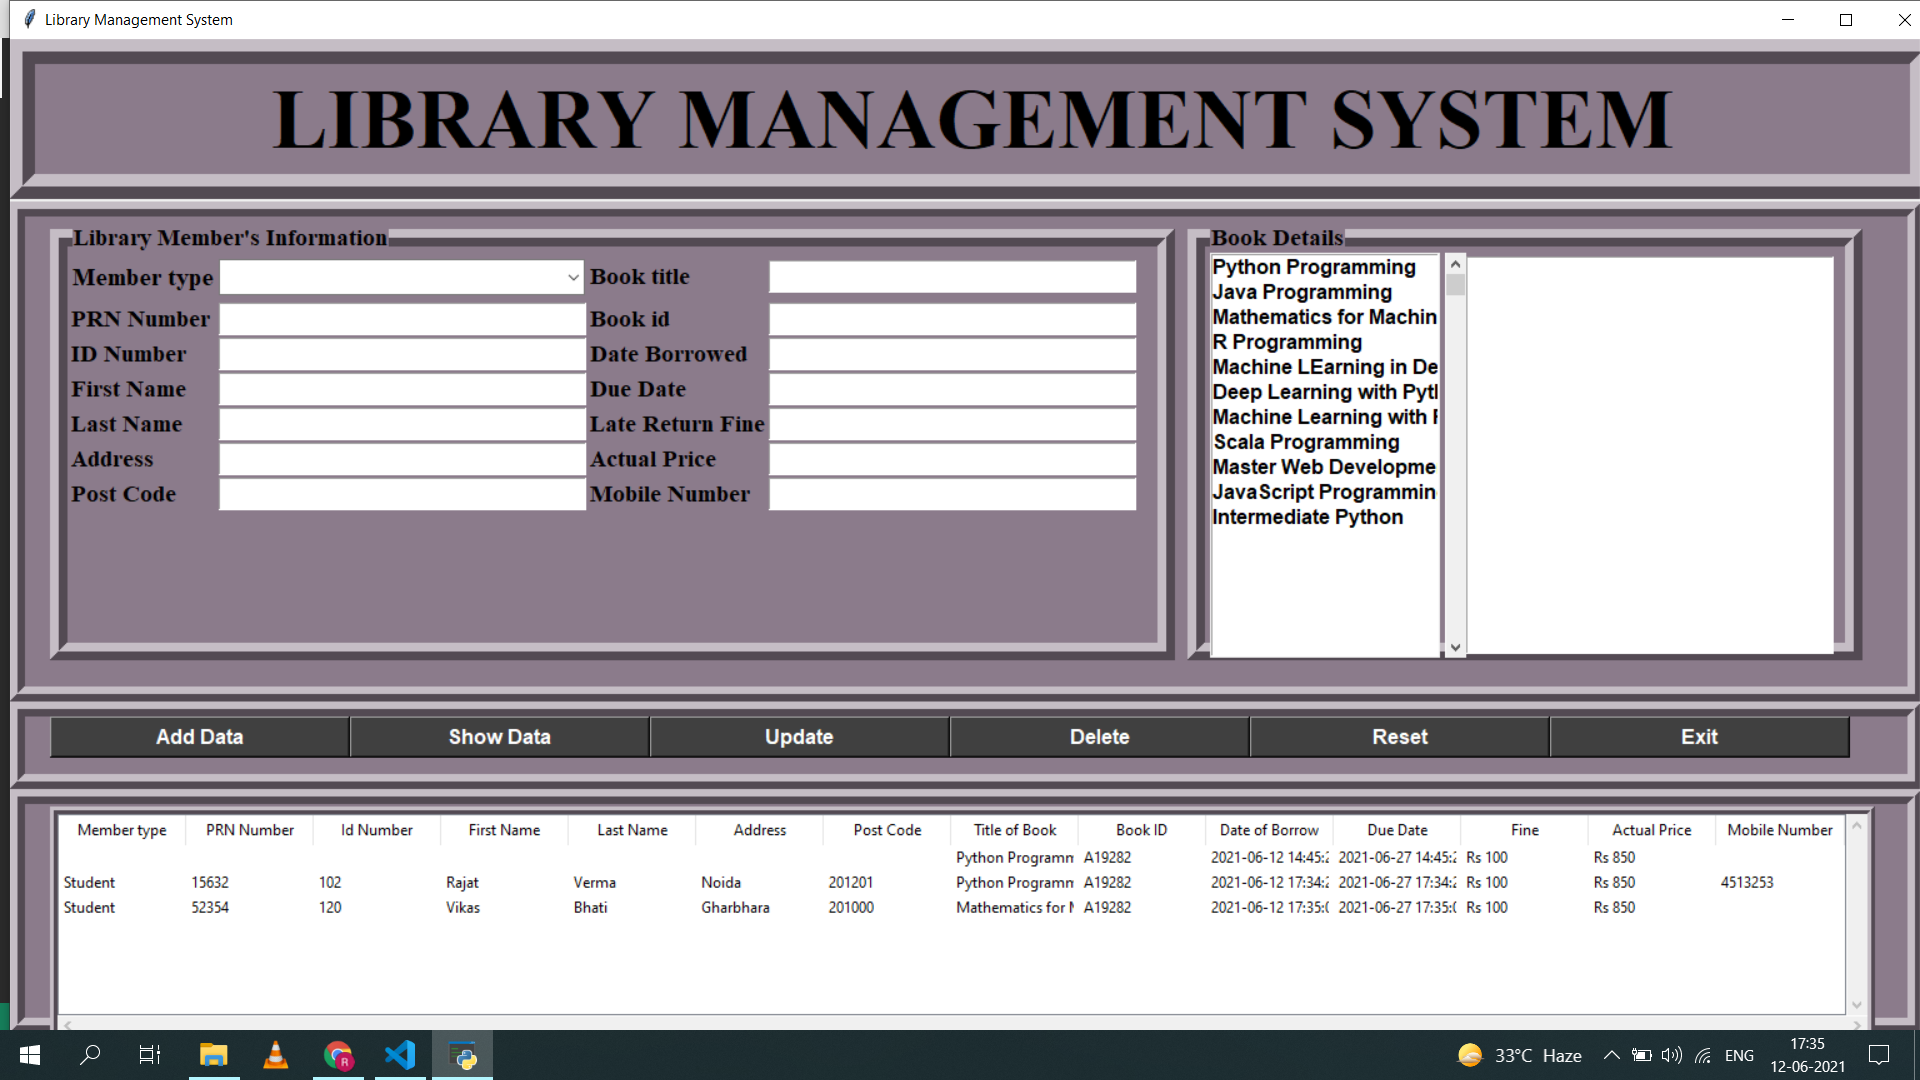 Library Management System
LIBRARY MANAGEMENT SYSTEM
Library Member's Information
Member type
PRN Number
ID Number
First Name
Last Name
Address
Post Code
Book title
Book id
Date Borrowed
Due Date
Late Return Fine
Actual Price
Mobile Number
Book Details
Python Programming
Java Programming
Mathematics for Machin
R Programming
Machine LEarning in De
Deep Learning with Pyt
Machine Learning with
Scala Programming
Master Web Developme
JavaScript Programmin
Intermediate Python
Add Data Show Data Update Delete Reset Exit
Member type PRN Number Id Number First Name Last Name Address Post Code Title of Book Book ID Date of Borrow Due Date Fine Actual Price Mobile Number
Python Programm A19282 2021-06-12 14:45:2 2021-06-27 14:45:2 Rs 100 Rs 850
Student 15632 102 Rajat Verma Noida 201201 Python Programm A19282 2021-06-12 17:34:2 2021-06-27 17:34:2 Rs 100 Rs 850 4513253
Student 52354 120 Vikas Bhati Gharbhara 201000 Mathematics for A19282 2021-06-12 17:35:0 2021-06-27 17:35:0 Rs 100 Rs 850
33°C Haze ENG 17:35
12-06-2021